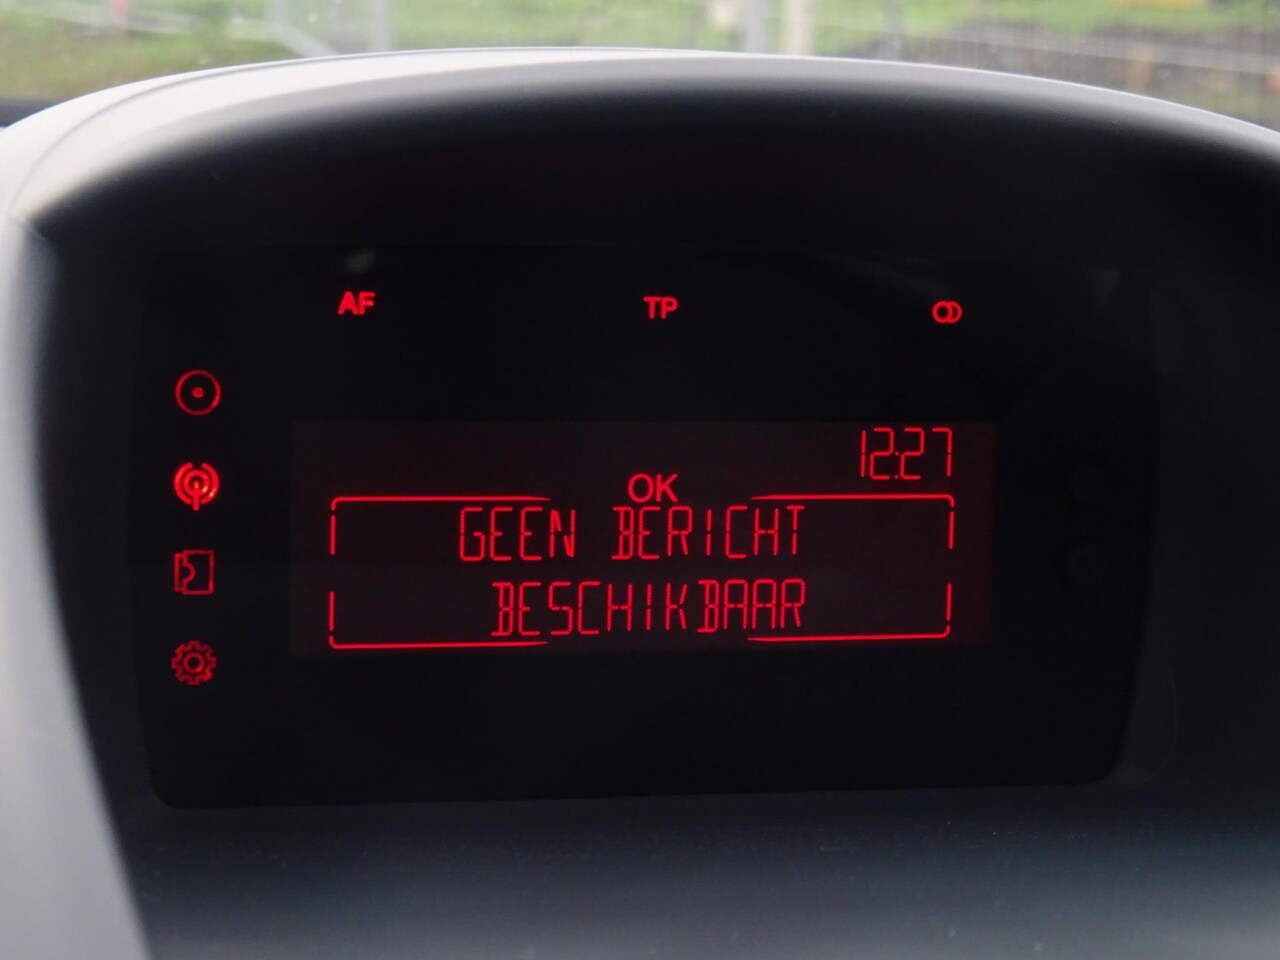 AF TP
12:27
OK
GEEN BERICHT
BESCHIKBAAR